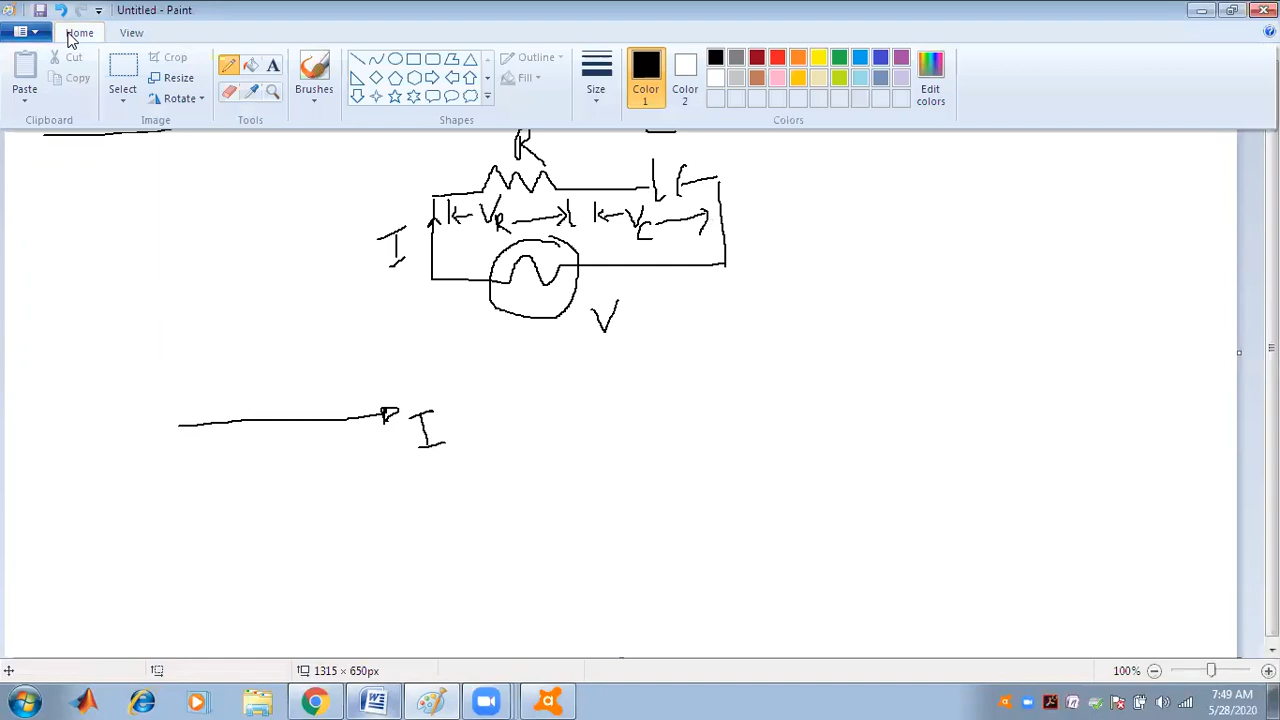 Untitled - Paint
Home View
Paste
Cut
Copy
Clipboard
Select
Crop
Resize
Rotate
Image
Tools
Brushes
Shapes
Outline
Fill
Size
Color 1
Color 2
Edit colors
Colors
R
I
VR
VC
V
I
1315 × 650px
100%
7:49 AM
5/28/2020